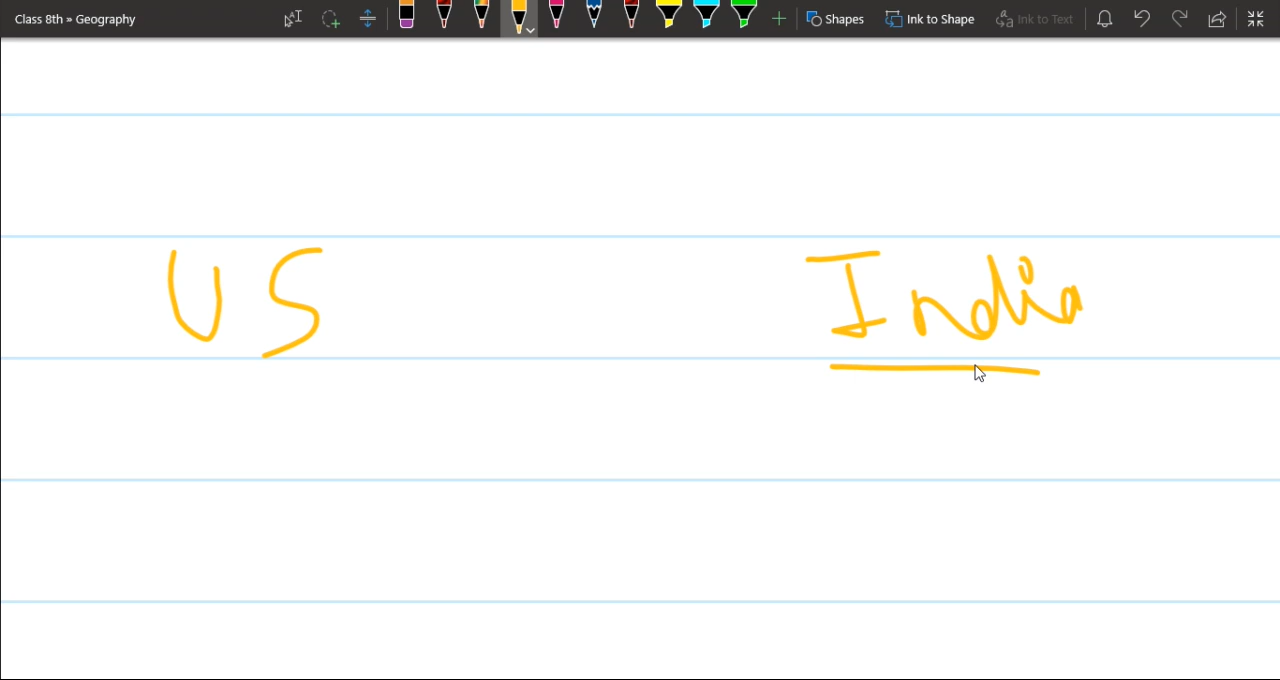 Class 8th » Geography
Shapes
Ink to Shape
Ink to Text
US India